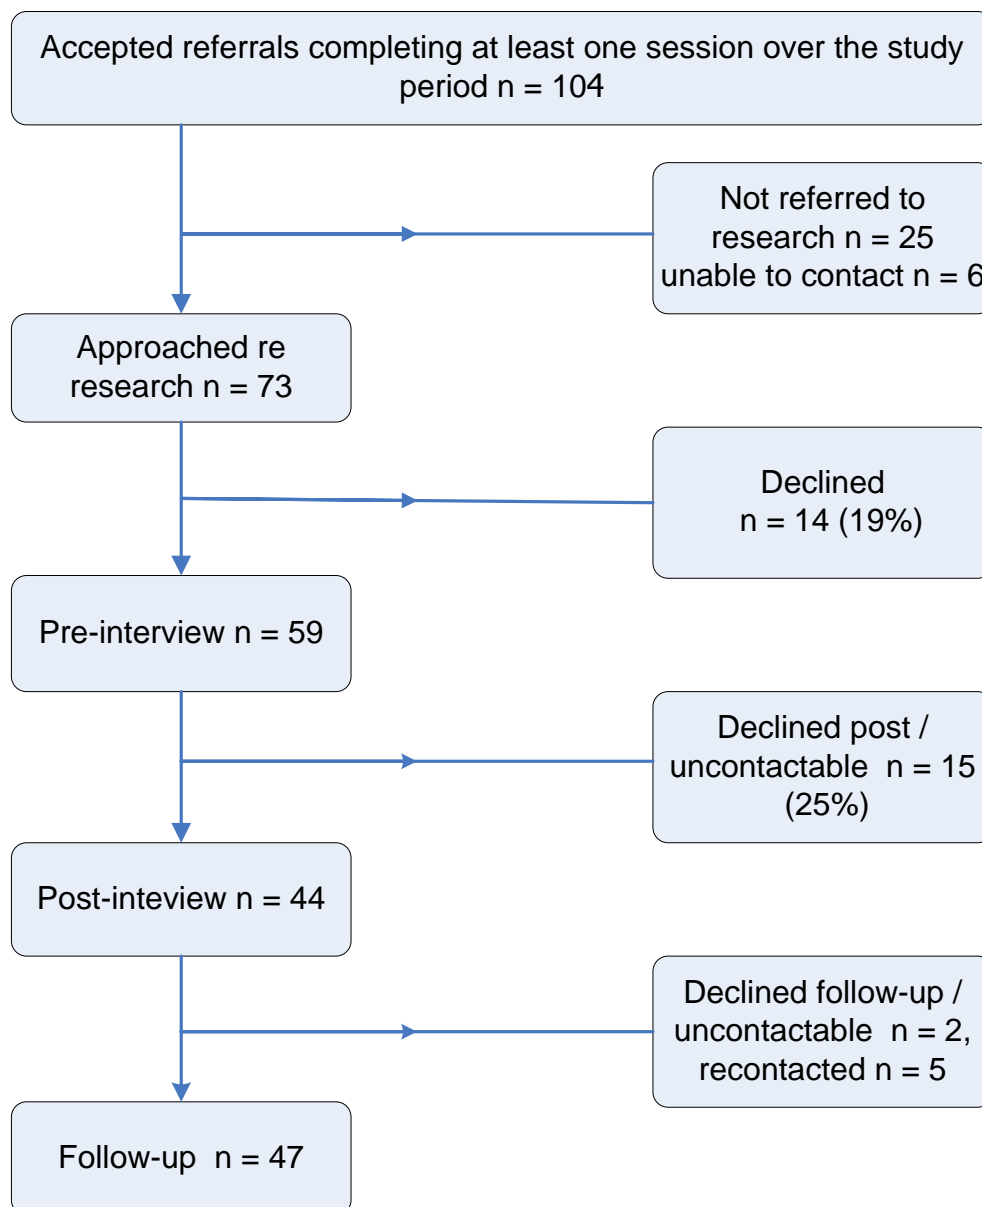 Accepted referrals completing at least one session over the study
period n = 104
Not referred to
research n = 25
unable to contact n = 6
Approached re
research n = 73
Declined
n = 14 (19%)
Pre-interview n = 59
Declined post /
uncontactable n = 15
(25%)
Post-inteview n = 44
Declined follow-up /
uncontactable n = 2,
recontacted n = 5
Follow-up n = 47